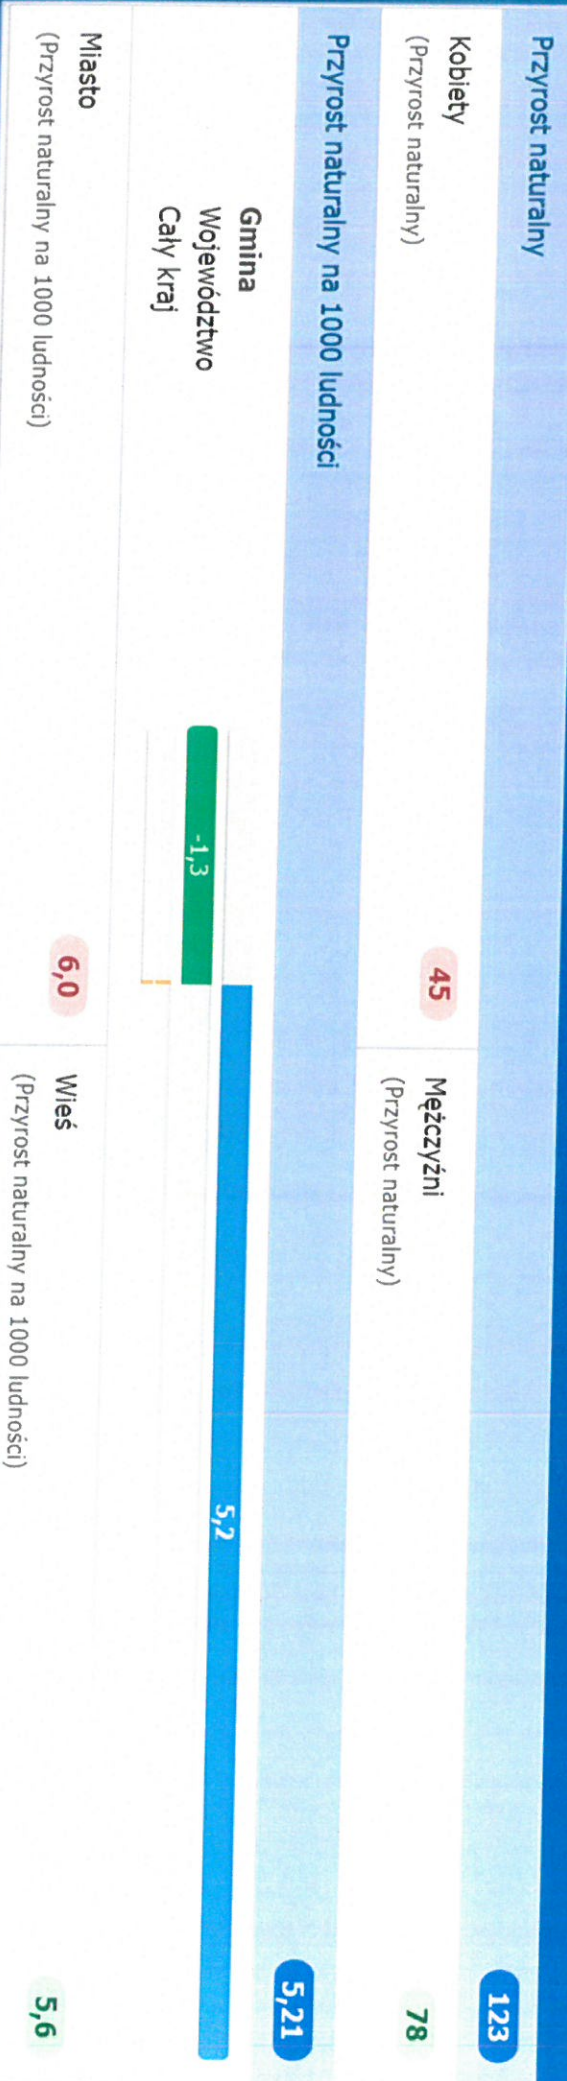 Przyrost naturalny 123
Kobiety
(Przyrost naturalny)
45
Mężczyźni
(Przyrost naturalny)
78
Przyrost naturalny na 1000 ludności 5,21
Gmina 5,2
Województwo -1,3
Cały kraj
Miasto
(Przyrost naturalny na 1000 ludności)
6,0
Wieś
(Przyrost naturalny na 1000 ludności)
5,6